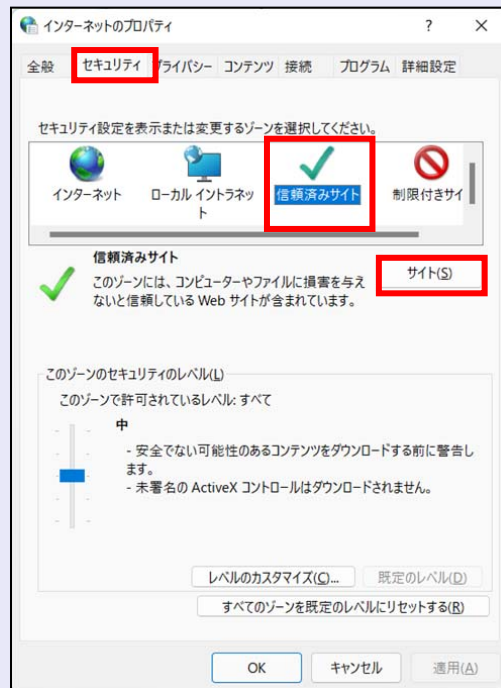 インターネットのプロパティ
?
全般 セキュリティ プライバシー コンテンツ 接続 プログラム 詳細設定
セキュリティ設定を表示または変更するゾーンを選択してください。
インターネット
ローカル イントラネッ
ト
信頼済みサイト
制限付きサイ
信頼済みサイト
このゾーンには、コンピューターやファイルに損害を与え
ないと信頼している Web サイトが含まれています。
サイト(S)
このゾーンのセキュリティのレベル(L)
このゾーンで許可されているレベル: すべて
中
- 安全でない可能性のあるコンテンツをダウンロードする前に警告し
ます。
- 未署名の ActiveX コントロールはダウンロードされません。
レベルのカスタマイズ(C)... 既定のレベル(D)
すべてのゾーンを既定のレベルにリセットする(R)
OK キャンセル 適用(A)